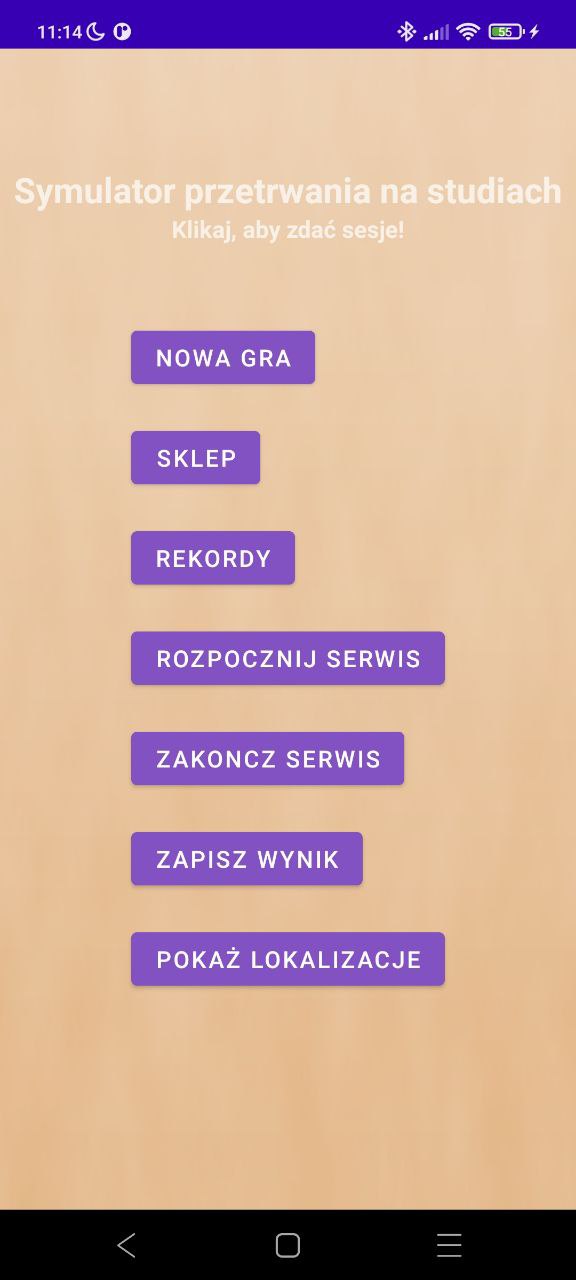 11:14
55
Symulator przetrwania na studiach
Klikaj, aby zdać sesje!
NOWA GRA
SKLEP
REKORDY
ROZPOCZNIJ SERWIS
ZAKONCZ SERWIS
ZAPISZ WYNIK
POKAŻ LOKALIZACJE